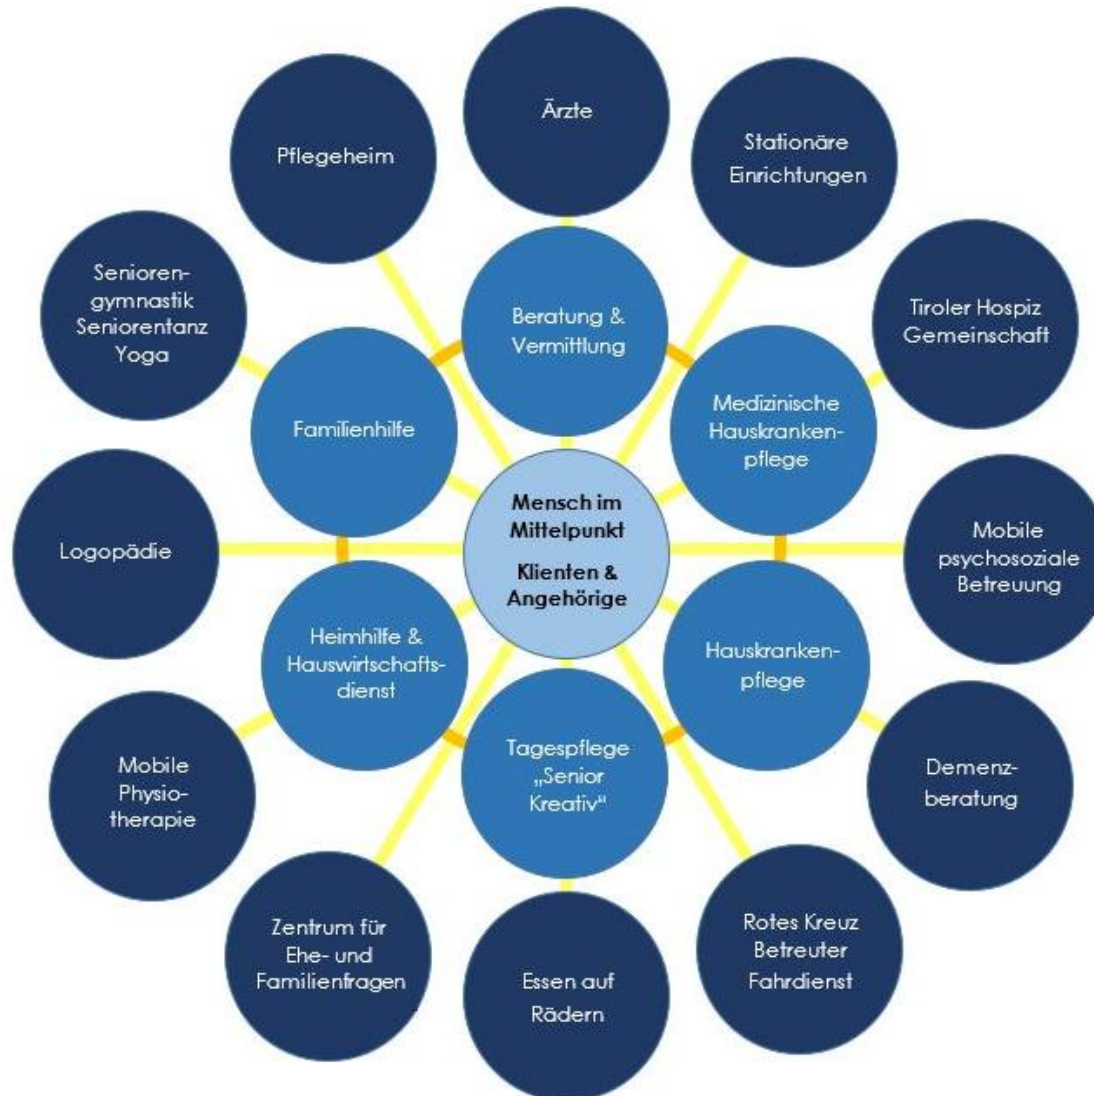 Ärzte
Stationäre
Einrichtungen
Tiroler Hospiz
Gemeinschaft
Mobile
psychosoziale
Betreuung
Demenz-
beratung
Rotes Kreuz
Betreuter
Fahrdienst
Essen auf
Rädern
Zentrum für
Ehe- und
Familienfragen
Mobile
Physio-
therapie
Logopädie
Senioren-
gymnastik
Seniorentanz
Yoga
Pflegeheim
Beratung &
Vermittlung
Medizinische
Hauskranken-
pflege
Hauskranken-
pflege
Tagespflege
„Senior
Kreativ“
Heimhilfe &
Hauswirtschafts-
dienst
Familienhilfe
Mensch im
Mittelpunkt
Klienten &
Angehörige